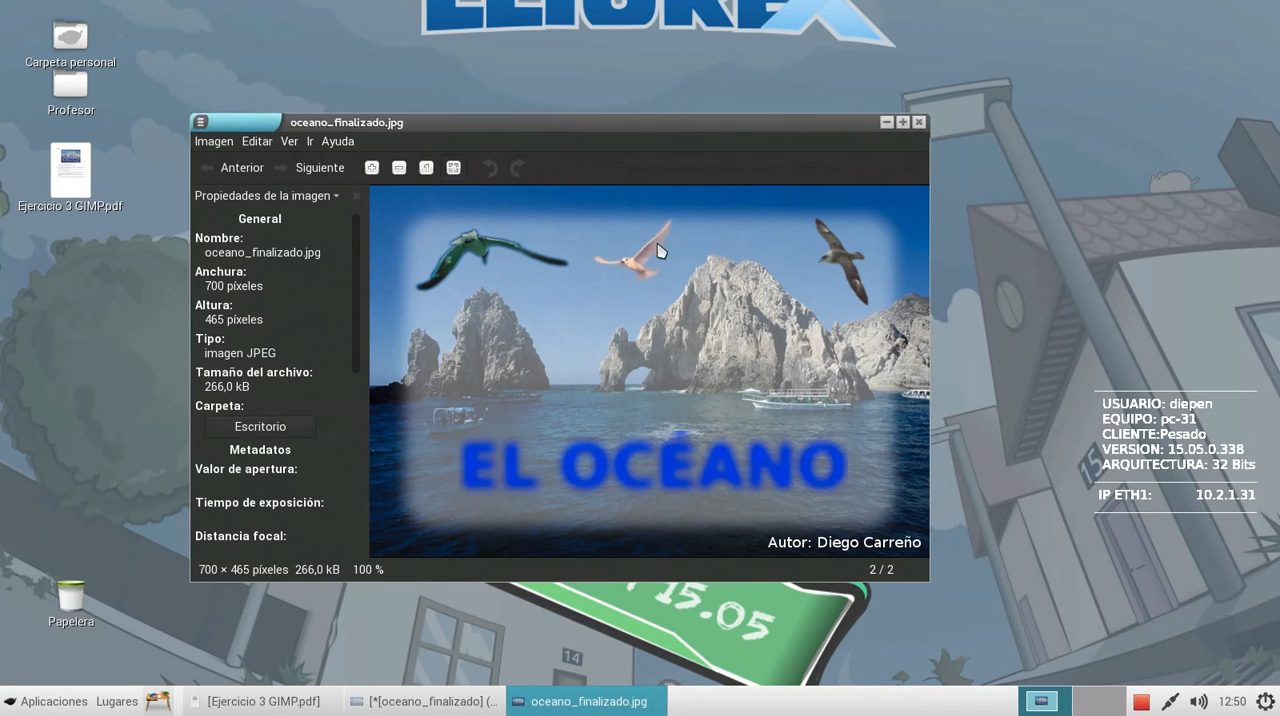 LLIUREX
Carpeta personal
Profesor
Ejercicio 3 GIMP.pdf
Papelera
oceano_finalizado.jpg
Imagen Editar Ver Ir Ayuda
Anterior Siguiente
Propiedades de la imagen
General
Nombre:
oceano_finalizado.jpg
Anchura:
700 píxeles
Altura:
465 píxeles
Tipo:
imagen JPEG
Tamaño del archivo:
266,0 kB
Carpeta:
Escritorio
Metadatos
Valor de apertura:
Tiempo de exposición:
Distancia focal:
EL OCÉANO
Autor: Diego Carreño
700 × 465 píxeles 266,0 kB 100 %
2 / 2
USUARIO: diepen
EQUIPO: pc-31
CLIENTE:Pesado
VERSION: 15.05.0.338
ARQUITECTURA: 32 Bits
IP ETH1: 10.2.1.31
15
15.05
14
Aplicaciones Lugares [Ejercicio 3 GIMP.pdf] [*[oceano_finalizado] (... oceano_finalizado.jpg 12:50